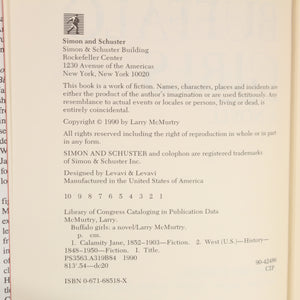 Simon and Schuster
Simon & Schuster Building
Rockefeller Center
1230 Avenue of the Americas
New York, New York 10020
This book is a work of fiction. Names, characters, places and incidents are
either the product of the author's imagination or are used fictitiously. Any
resemblance to actual events or locales or persons, living or dead, is
entirely coincidental.
Copyright © 1990 by Larry McMurtry
All rights reserved including the right of reproduction in whole or in part
in any form.
SIMON AND SCHUSTER and colophon are registered trademarks
of Simon & Schuster Inc.
Designed by Levavi & Levavi
Manufactured in the United States of America
10 9 8 7 6 5 4 3 2 1
Library of Congress Cataloging in Publication Data
McMurtry, Larry.
Buffalo girls: a novel/Larry McMurtry.
p. cm.
1. Calamity Jane, 1852–1903—Fiction. 2. West (U.S.)—History—
1848–1950—Fiction. I. Title.
PS3563.A319B84 1990
813'.54—dc20
90-42486
CIP
ISBN 0-671-68518-X